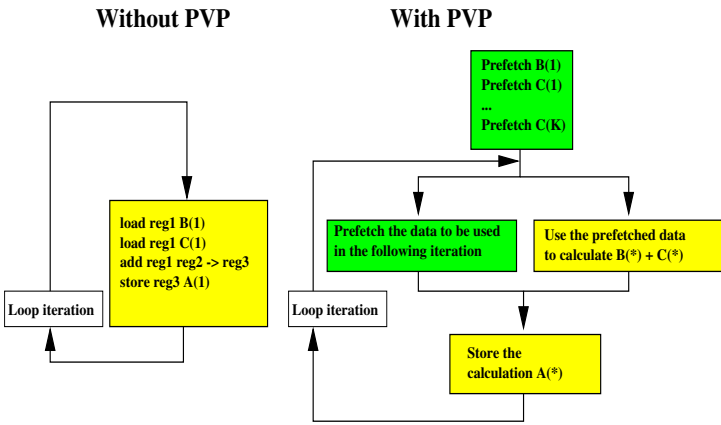 Without PVP
With PVP
Prefetch B(1)
Prefetch C(1)
...
Prefetch C(K)
load reg1 B(1)
load reg1 C(1)
add reg1 reg2 -> reg3
store reg3 A(1)
Loop iteration
Prefetch the data to be used
in the following iteration
Use the prefetched data
to calculate B(*) + C(*)
Loop iteration
Store the
calculation A(*)